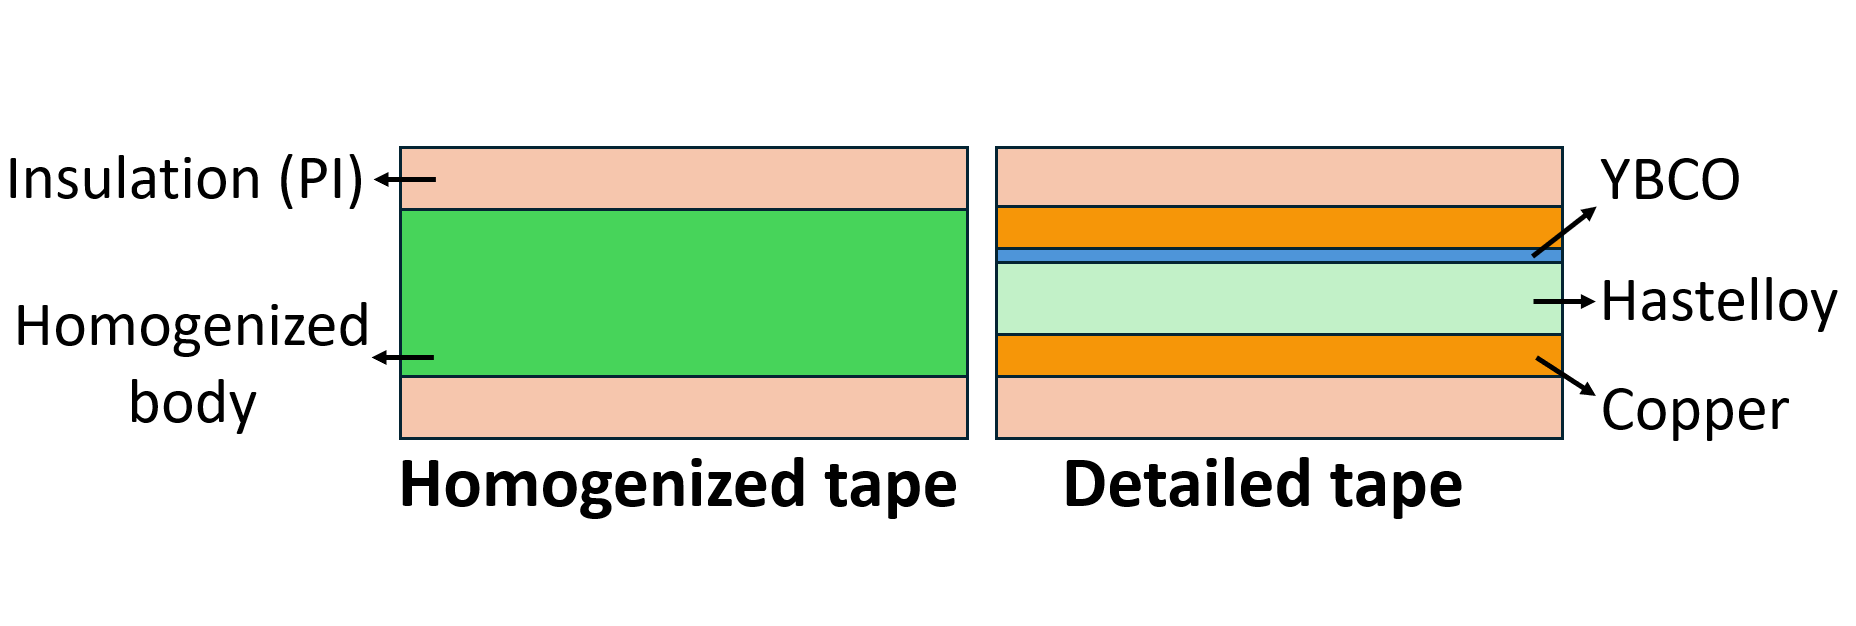 Insulation (PI)
Homogenized
body
Homogenized tape
YBCO
Hastelloy
Copper
Detailed tape